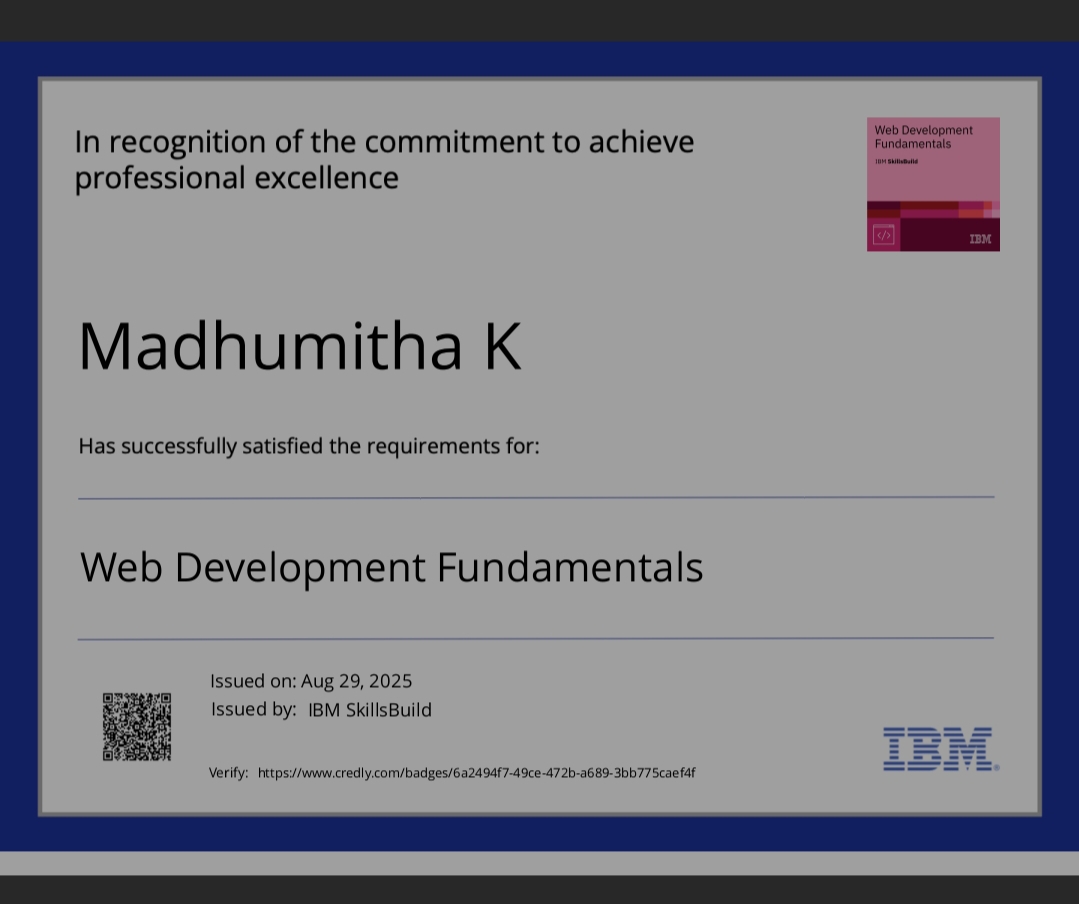 In recognition of the commitment to achieve
professional excellence
Web Development
Fundamentals
IBM SkillsBuild
</>
IBM
Madhumitha K
Has successfully satisfied the requirements for:
Web Development Fundamentals
Issued on: Aug 29, 2025
Issued by: IBM SkillsBuild
Verify: https://www.credly.com/badges/6a2494f7-49ce-472b-a689-3bb775caef4f
IBM®